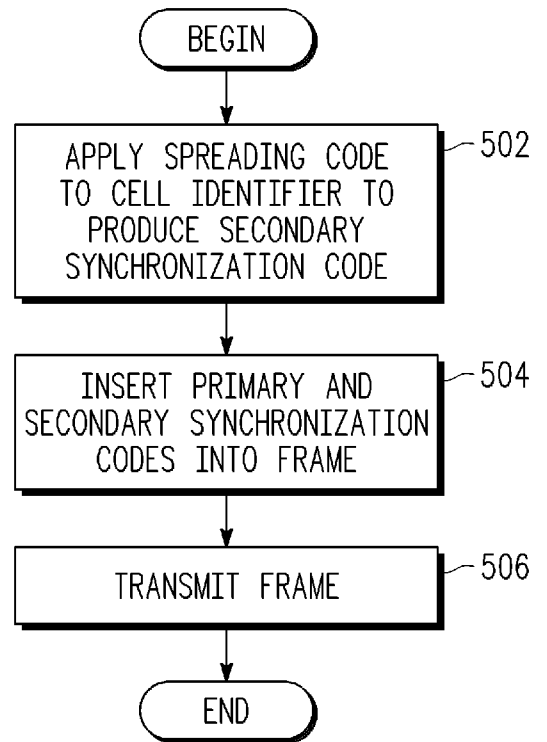 BEGIN
APPLY SPREADING CODE
TO CELL IDENTIFIER TO
PRODUCE SECONDARY
SYNCHRONIZATION CODE
502
INSERT PRIMARY AND
SECONDARY SYNCHRONIZATION
CODES INTO FRAME
504
TRANSMIT FRAME
506
END